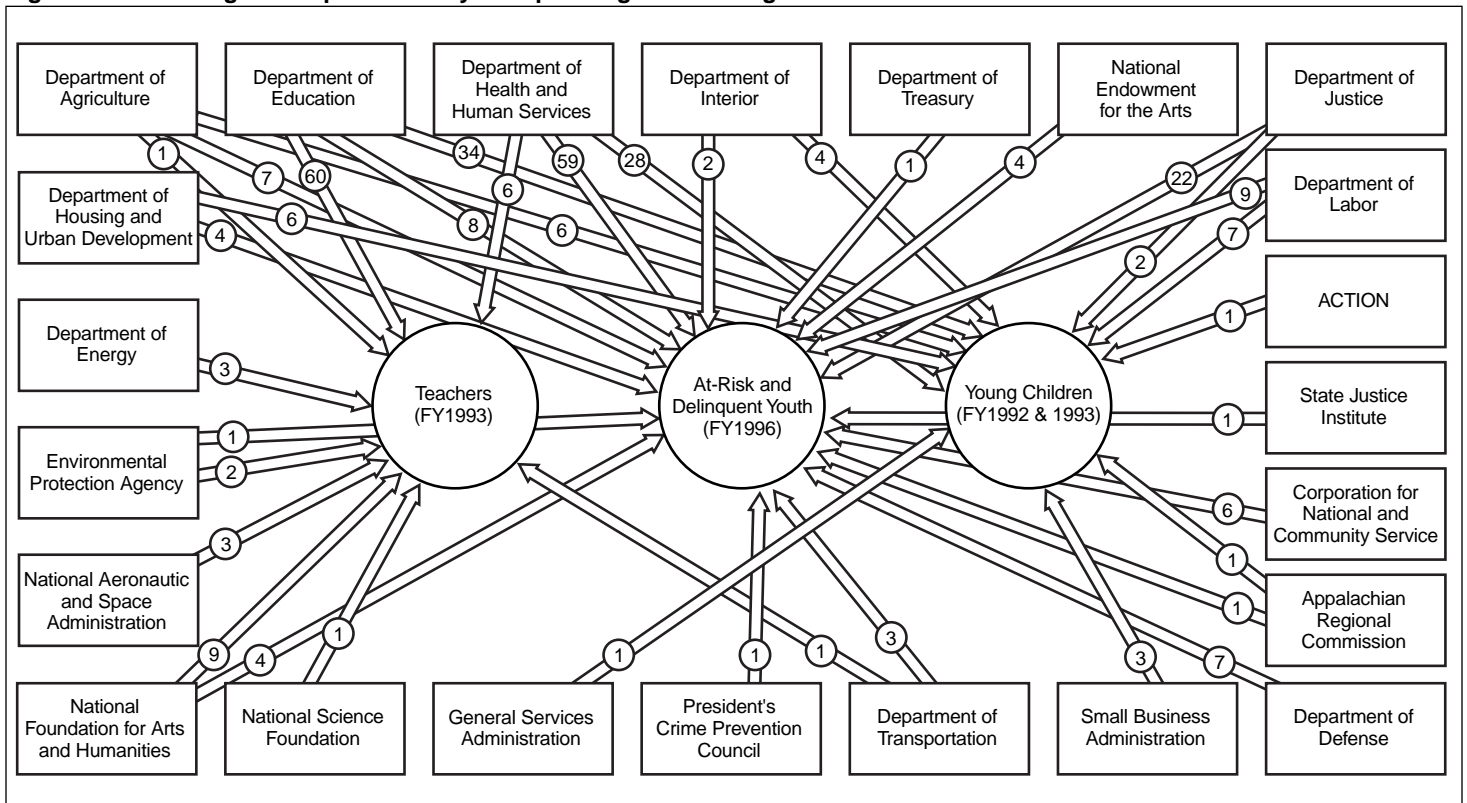 Department of
Agriculture
Department of
Education
Department of
Health and
Human Services
Department of
Interior
Department of
Treasury
National
Endowment
for the Arts
Department of
Justice
1
7
60
34
6
59
28
2
4
1
4
22
9
Department of
Housing and
Urban Development
6
4
8
6
2
7
Department of
Labor
Department of
Energy
3
ACTION
1
Teachers
(FY1993)
At-Risk and
Delinquent Youth
(FY1996)
Young Children
(FY1992 & 1993)
State Justice
Institute
1
Environmental
Protection Agency
1
2
Corporation for
National and
Community Service
6
National Aeronautic
and Space
Administration
3
Appalachian
Regional
Commission
1
1
9
4
1
1
1
1
3
3
7
National
Foundation for Arts
and Humanities
National Science
Foundation
General Services
Administration
President's
Crime Prevention
Council
Department of
Transportation
Small Business
Administration
Department of
Defense